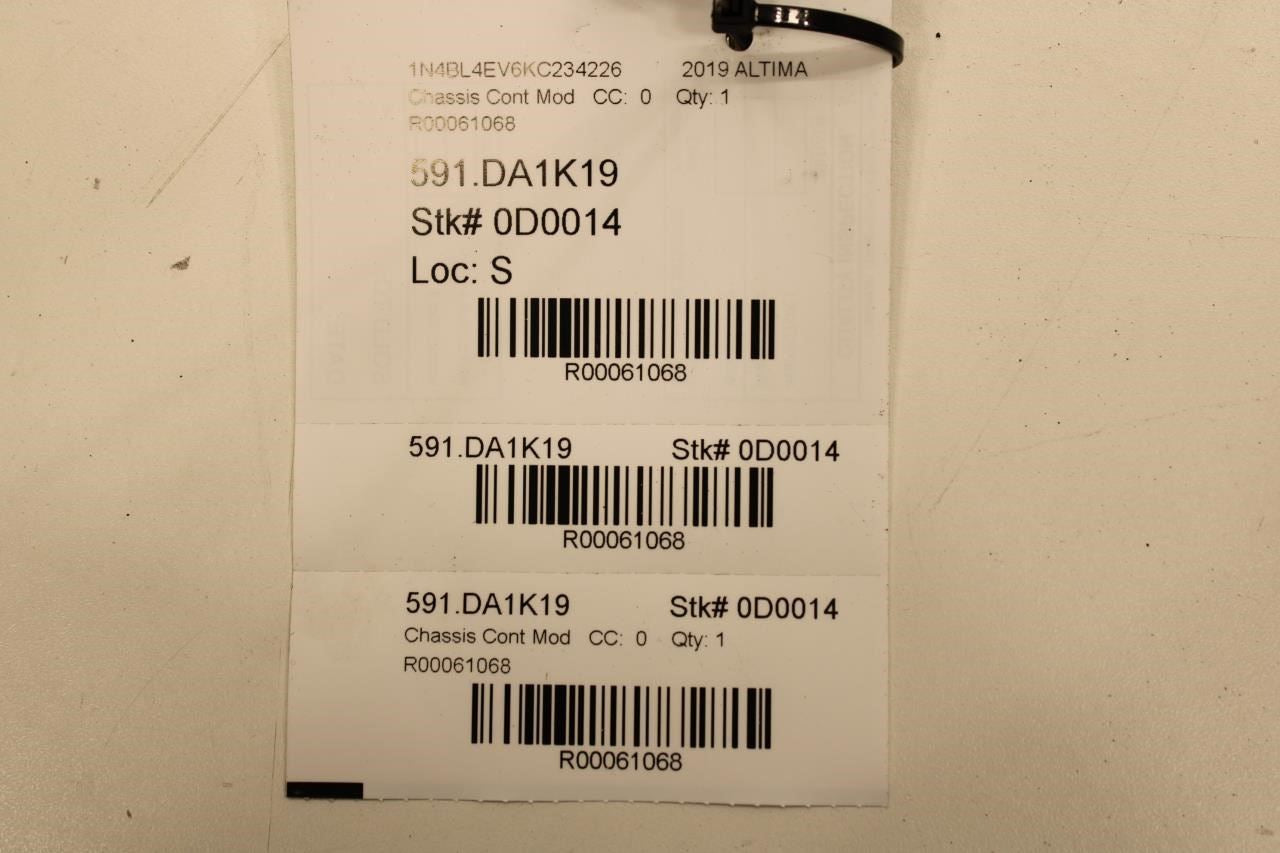 1N4BL4EV6KC234226 2019 ALTIMA
Chassis Cont Mod CC: 0 Qty: 1
R00061068
591.DA1K19
Stk# 0D0014
Loc: S
R00061068
591.DA1K19 Stk# 0D0014
R00061068
591.DA1K19 Stk# 0D0014
Chassis Cont Mod CC: 0 Qty: 1
R00061068
R00061068